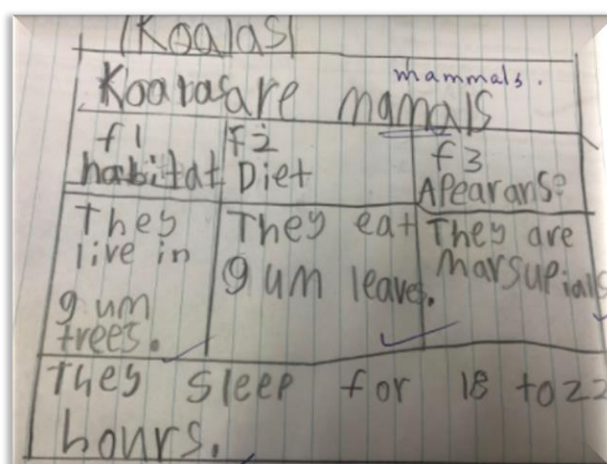 Koalas
mammals.
Koalas are mamals
f1 f2 f3
habitat Diet Apearanse
They They eat They are
live in gum leaves. marsupials
gum
trees.
They sleep for 18 to 22
hours.